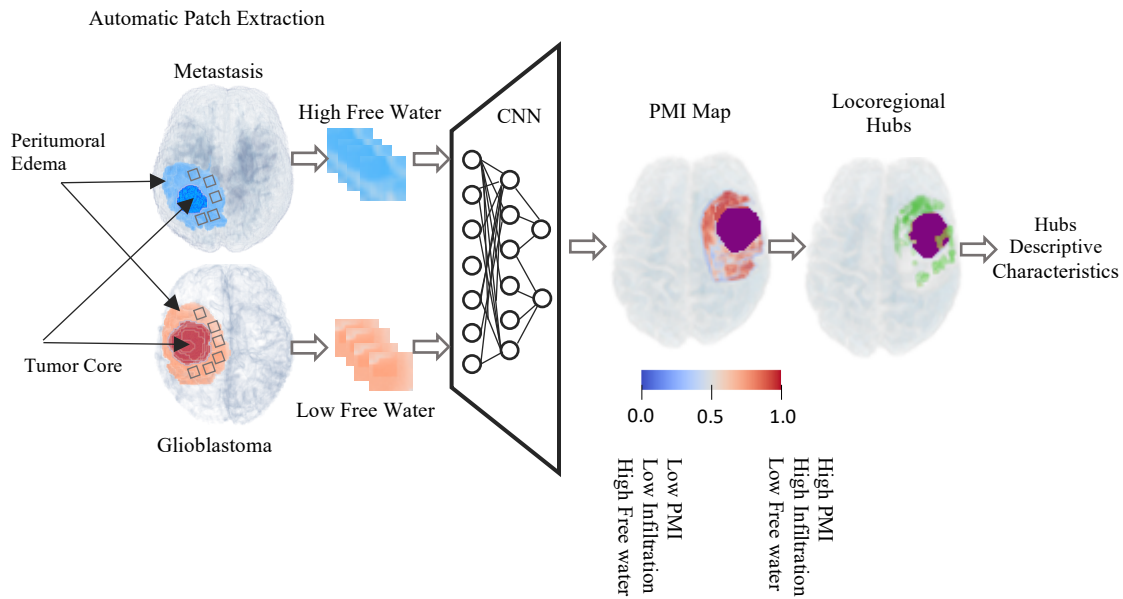 Automatic Patch Extraction
Metastasis
Peritumoral
Edema
Tumor Core
Glioblastoma
High Free Water
Low Free Water
CNN
PMI Map
Locoregional
Hubs
Hubs
Descriptive
Characteristics
0.0
0.5
1.0
Low PMI
Low Infiltration
High Free water
High PMI
High Infiltration
Low Free water